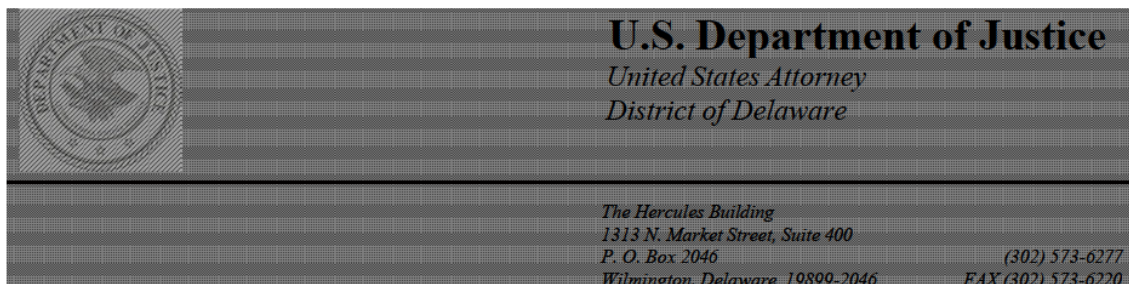 DEPARTMENT OF JUSTICE
U.S. Department of Justice
United States Attorney
District of Delaware
The Hercules Building
1313 N. Market Street, Suite 400
P. O. Box 2046 (302) 573-6277
Wilmington, Delaware 19899-2046 FAX (302) 573-6220